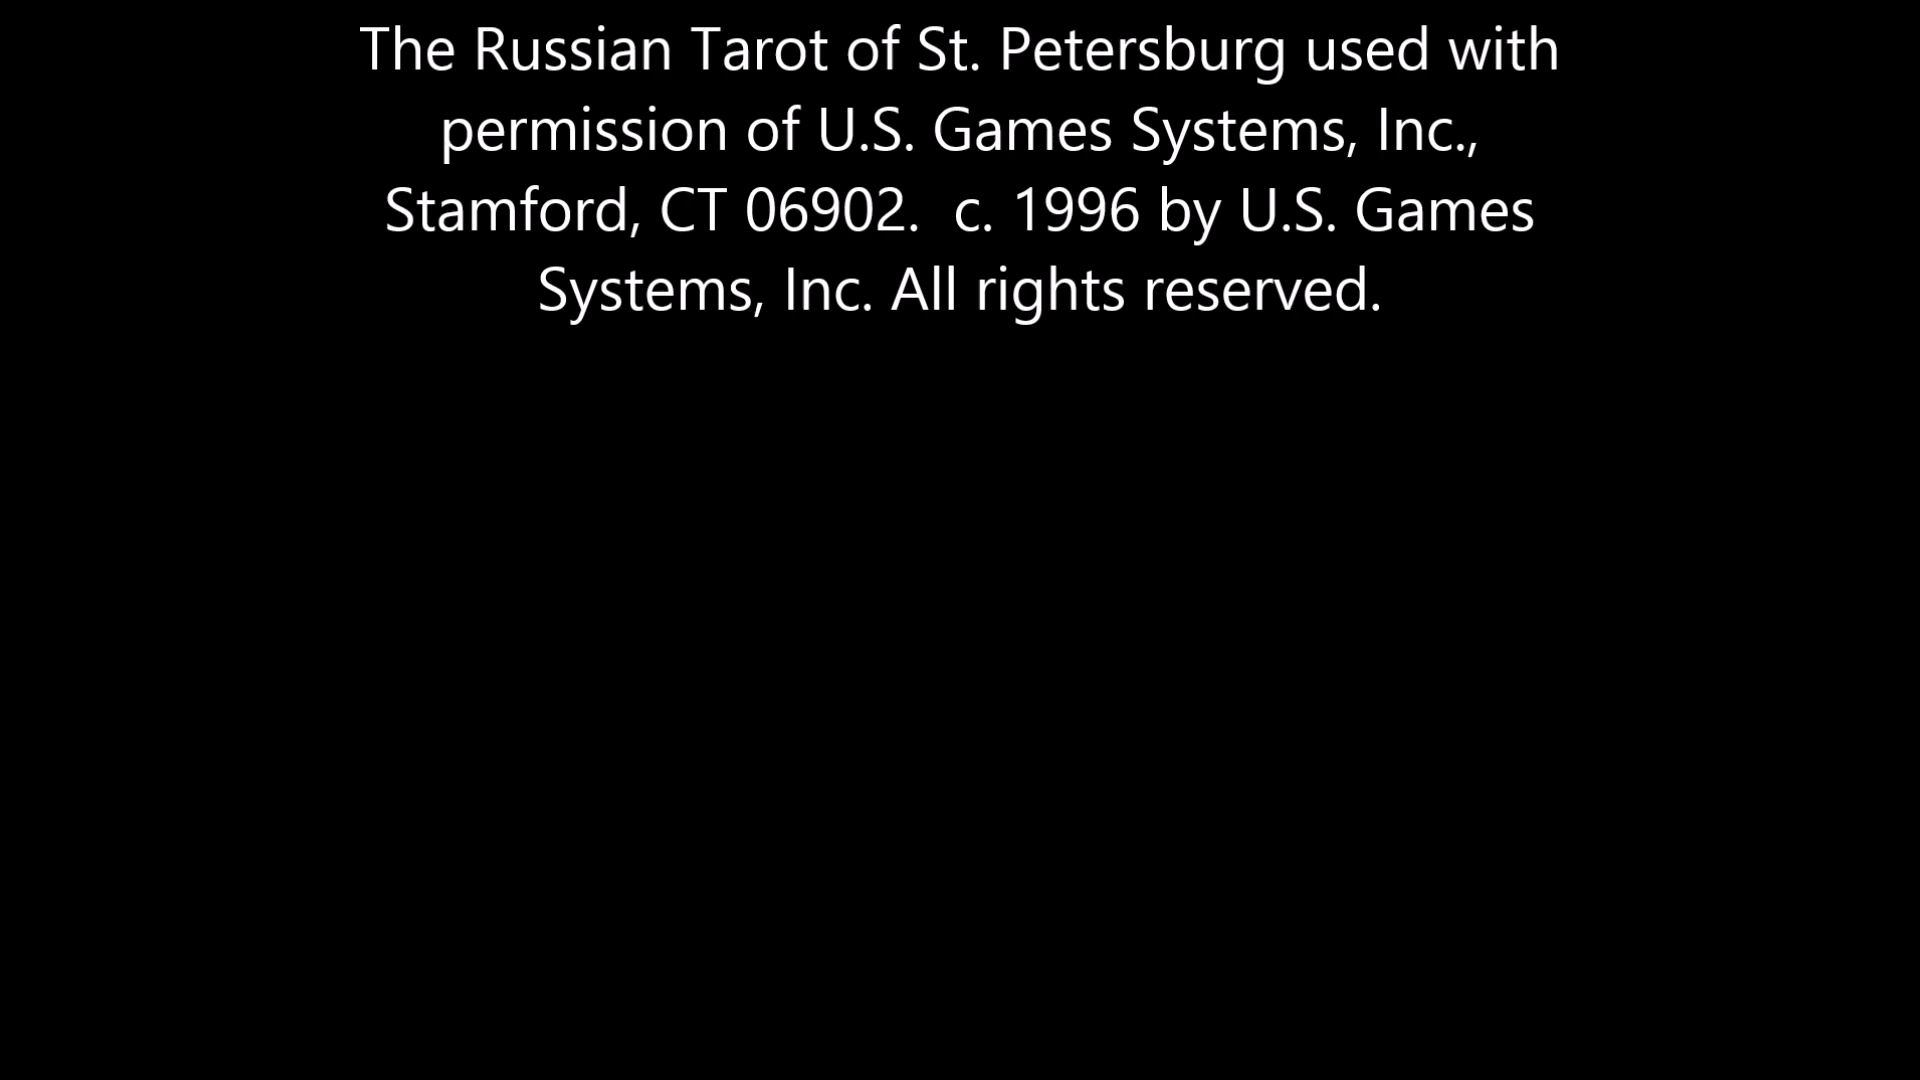 The Russian Tarot of St. Petersburg used with
permission of U.S. Games Systems, Inc.,
Stamford, CT 06902.  c. 1996 by U.S. Games
Systems, Inc. All rights reserved.